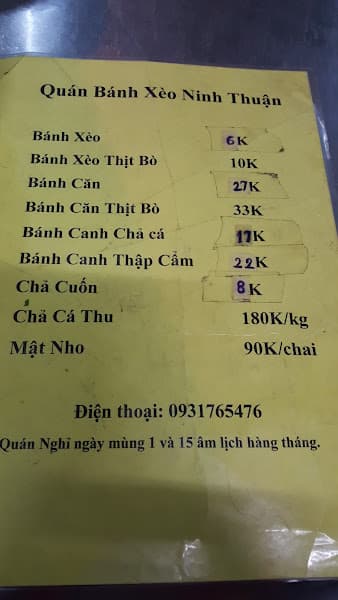 Quán Bánh Xèo Ninh Thuận
Bánh Xèo 6K
Bánh Xèo Thịt Bò 10K
Bánh Căn 27K
Bánh Căn Thịt Bò 33K
Bánh Canh Chả cá 17K
Bánh Canh Thập Cẩm 22K
Chả Cuốn 8K
Chả Cá Thu 180K/kg
Mật Nho 90K/chai
Điện thoại: 0931765476
Quán Nghỉ ngày mùng 1 và 15 âm lịch hàng tháng.